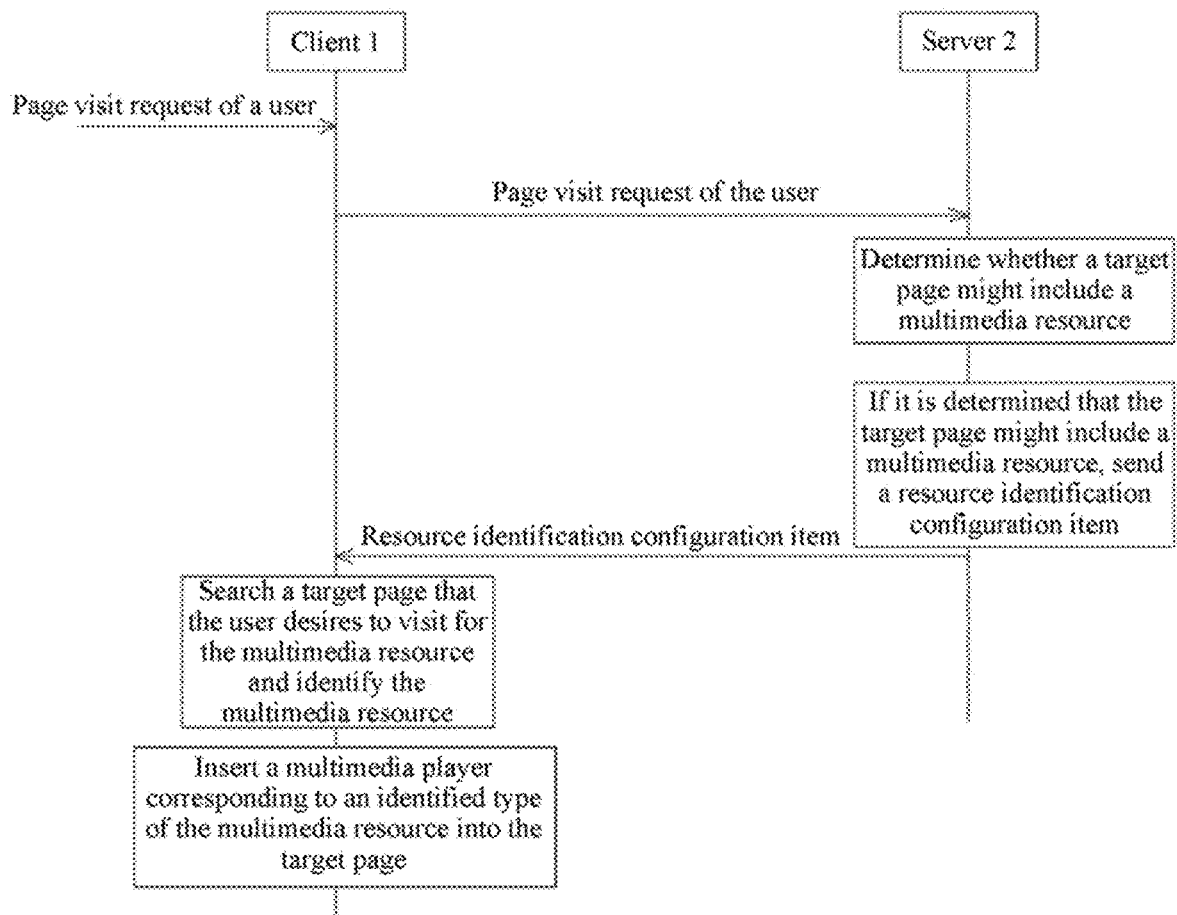 Client 1
Server 2
Page visit request of a user
Page visit request of the user
Determine whether a target
page might include a
multimedia resource
If it is determined that the
target page might include a
multimedia resource, send
a resource identification
configuration item
Resource identification configuration item
Search a target page that
the user desires to visit for
the multimedia resource
and identify the
multimedia resource
Insert a multimedia player
corresponding to an identified type
of the multimedia resource into the
target page